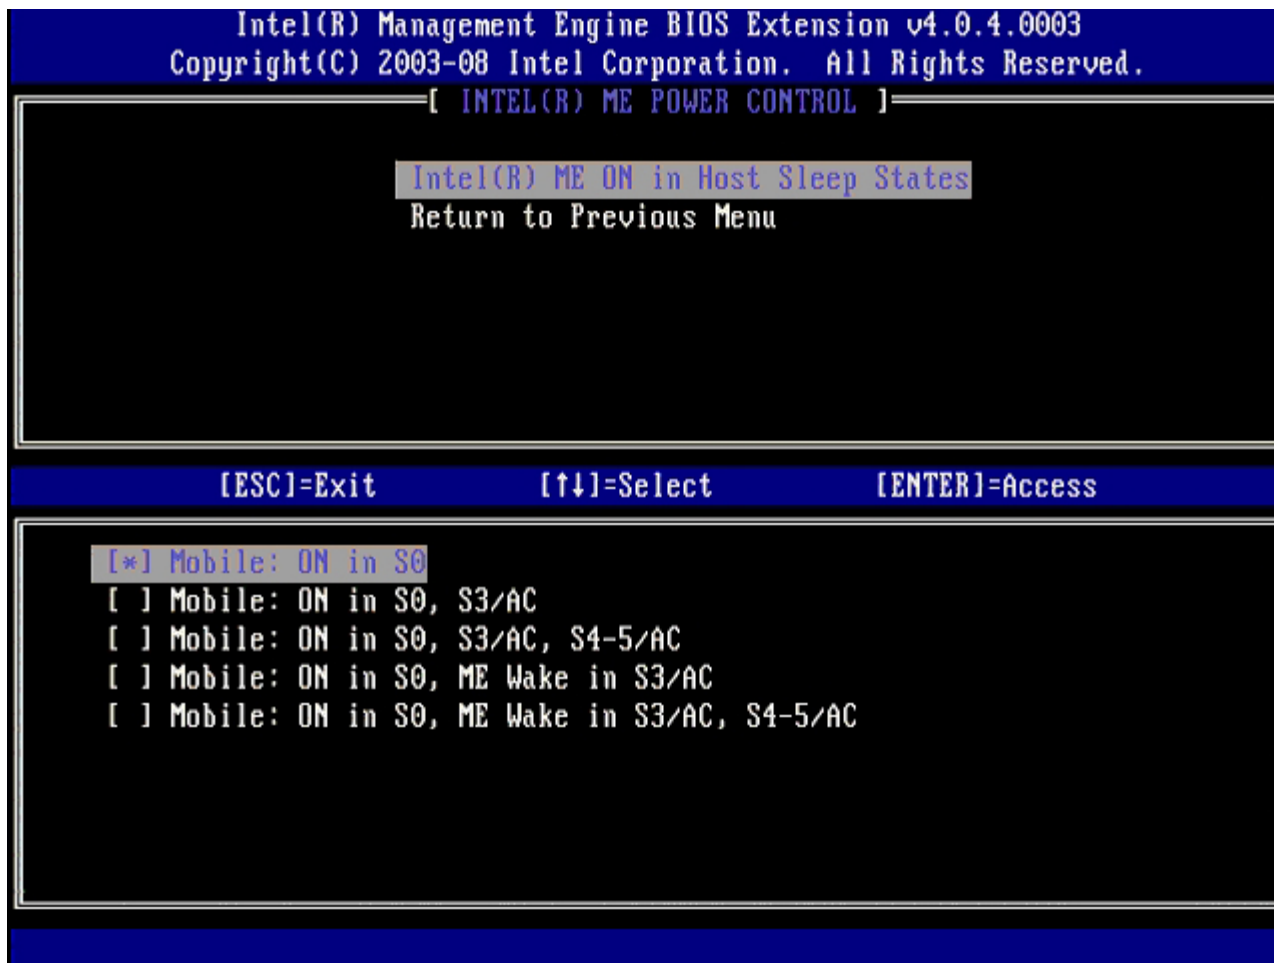 Intel(R) Management Engine BIOS Extension v4.0.4.0003
Copyright(C) 2003-08 Intel Corporation. All Rights Reserved.
[ INTEL(R) ME POWER CONTROL ]
Intel(R) ME ON in Host Sleep States
Return to Previous Menu
[ESC]=Exit [↑↓]=Select [ENTER]=Access
[*] Mobile: ON in S0
[ ] Mobile: ON in S0, S3/AC
[ ] Mobile: ON in S0, S3/AC, S4-5/AC
[ ] Mobile: ON in S0, ME Wake in S3/AC
[ ] Mobile: ON in S0, ME Wake in S3/AC, S4-5/AC